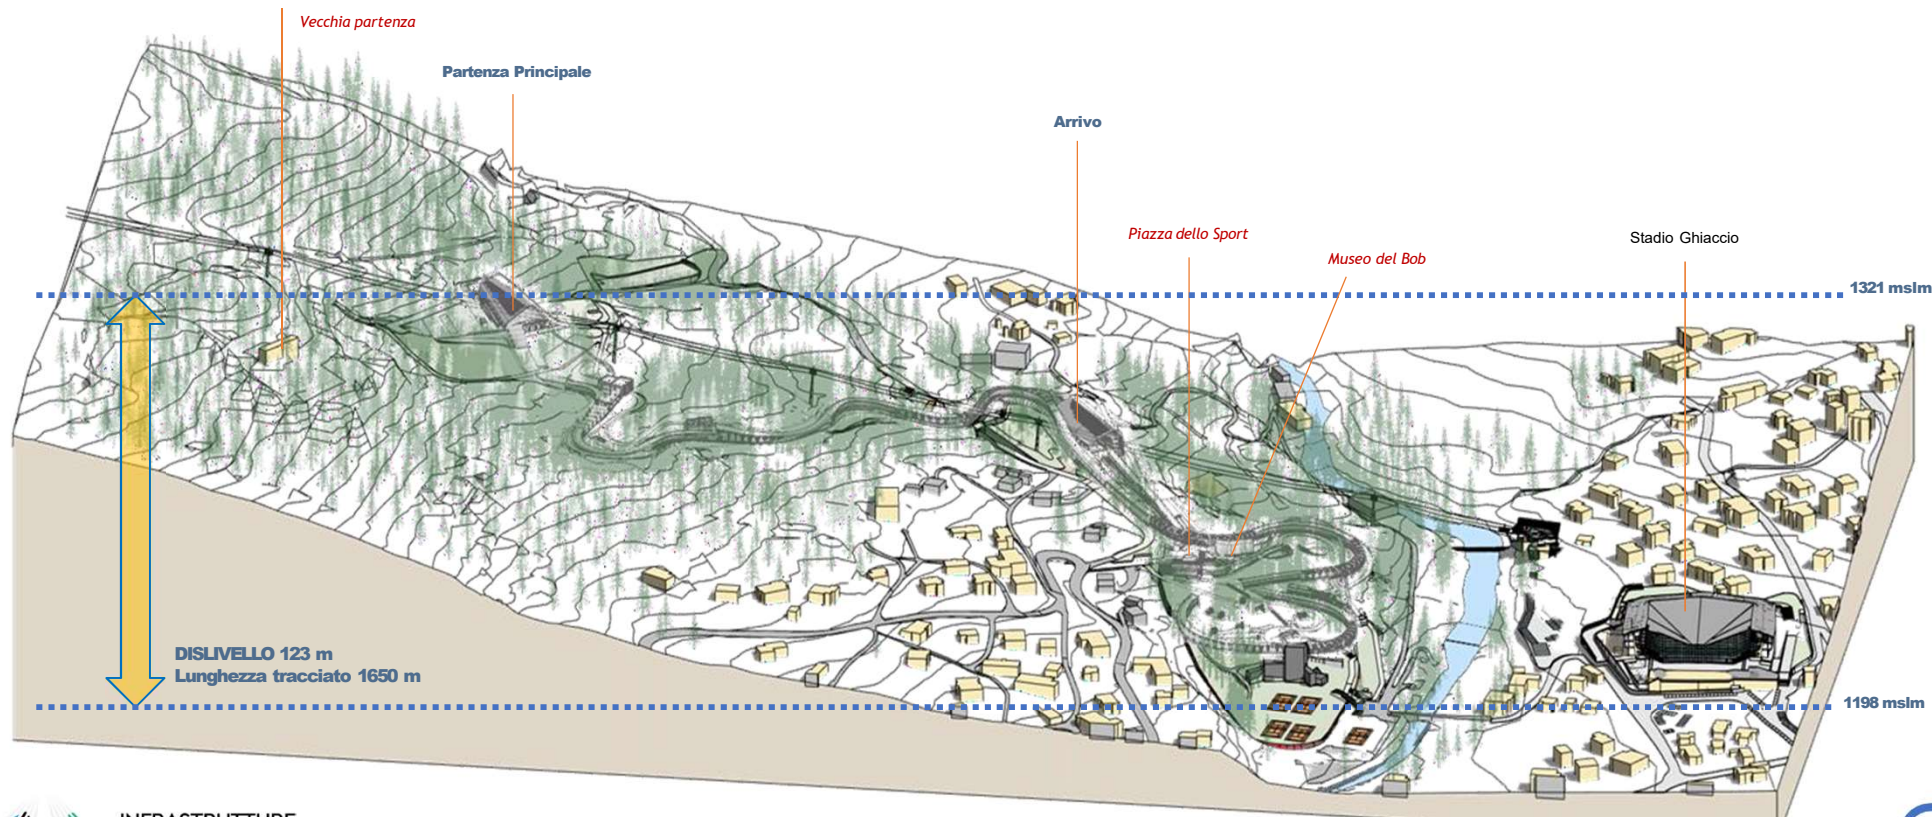 Vecchia partenza
Partenza Principale
Arrivo
Piazza dello Sport
Museo del Bob
Stadio Ghiaccio
1321 mslm
DISLIVELLO 123 m
Lunghezza tracciato 1650 m
1198 mslm
INFRASTRUTTURE